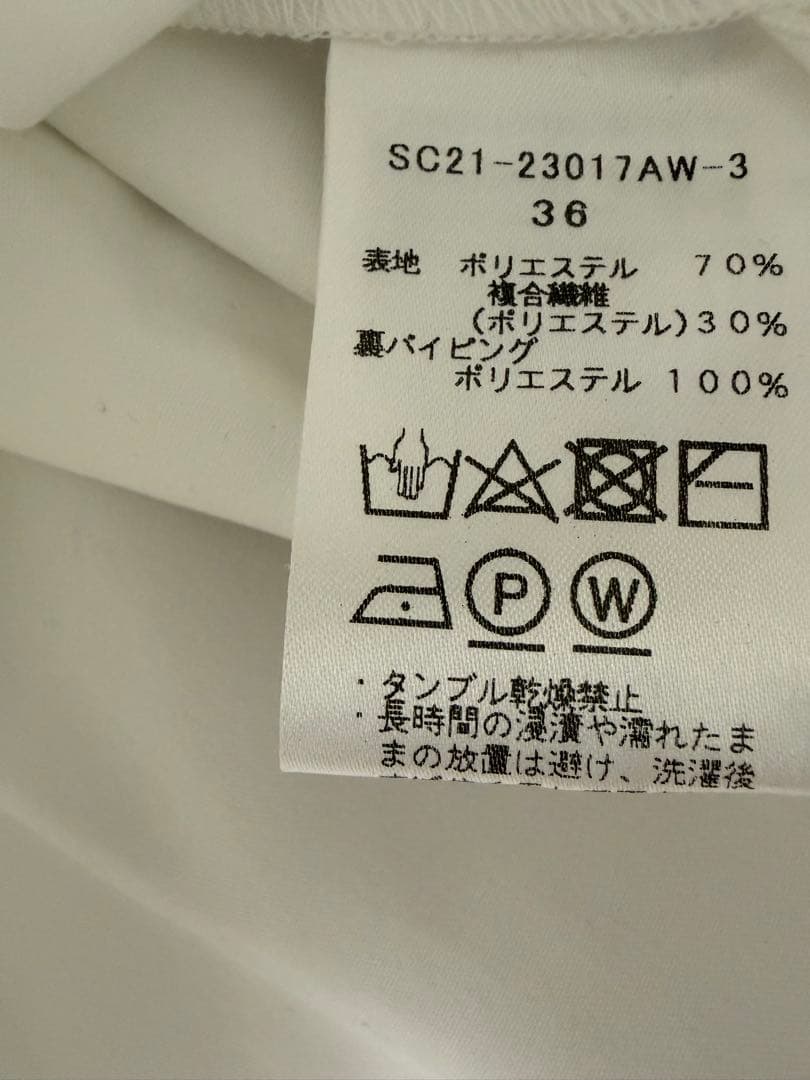 SC21-23017AW-3
36
表地 ポリエステル 70%
複合繊維
(ポリエステル)30%
裏パイピング
ポリエステル 100%
P W
・タンブル乾燥禁止
・長時間の浸漬や濡れたま
まの放置は避け、洗濯後